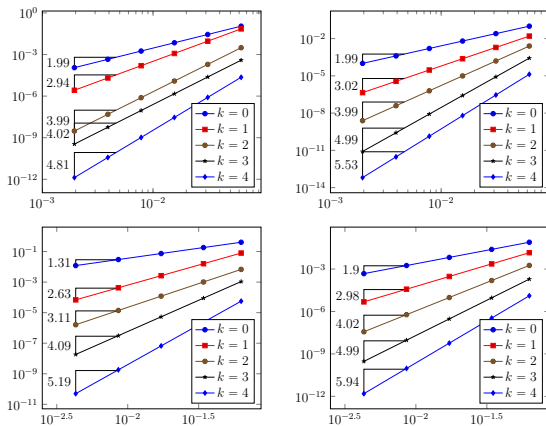 10^0
10^-3
10^-6
10^-9
10^-12
10^-3
10^-2
1.99
2.94
3.99
4.02
4.81
k = 0
k = 1
k = 2
k = 3
k = 4
10^-2
10^-5
10^-8
10^-11
10^-14
10^-3
10^-2
1.99
3.02
3.99
4.99
5.53
k = 0
k = 1
k = 2
k = 3
k = 4
10^-1
10^-3
10^-5
10^-7
10^-9
10^-11
10^-2.5
10^-2
10^-1.5
1.31
2.63
3.11
4.09
5.19
k = 0
k = 1
k = 2
k = 3
k = 4
10^-3
10^-6
10^-9
10^-12
10^-2.5
10^-2
10^-1.5
1.9
2.98
4.02
4.99
5.94
k = 0
k = 1
k = 2
k = 3
k = 4